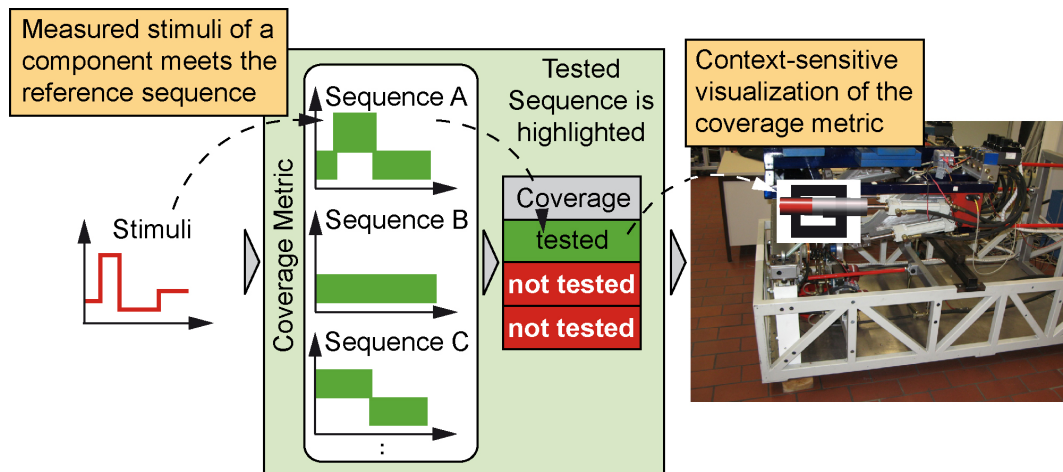 Measured stimuli of a
component meets the
reference sequence
Stimuli
Coverage Metric
Sequence A
Sequence B
Sequence C
:
Tested
Sequence is
highlighted
Coverage
tested
not tested
not tested
Context-sensitive
visualization of the
coverage metric